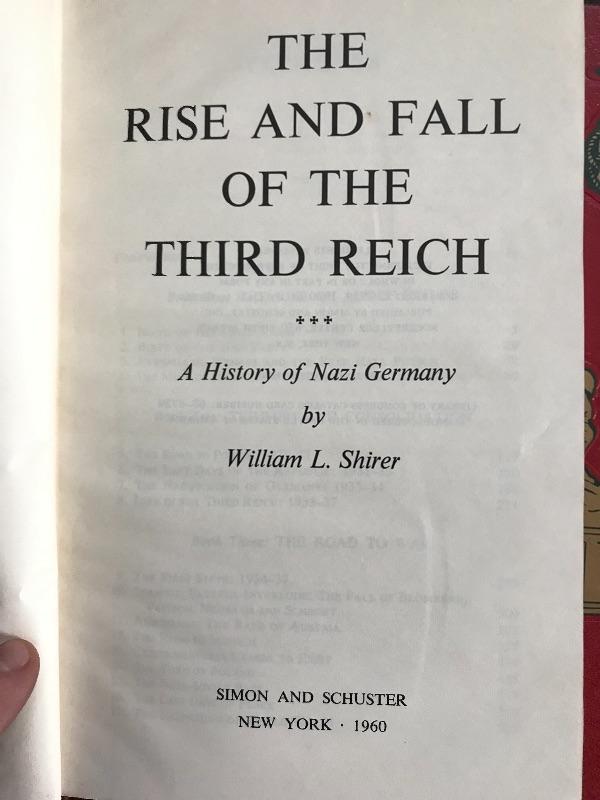 THE
RISE AND FALL
OF THE
THIRD REICH
A History of Nazi Germany
by
William L. Shirer
SIMON AND SCHUSTER
NEW YORK · 1960